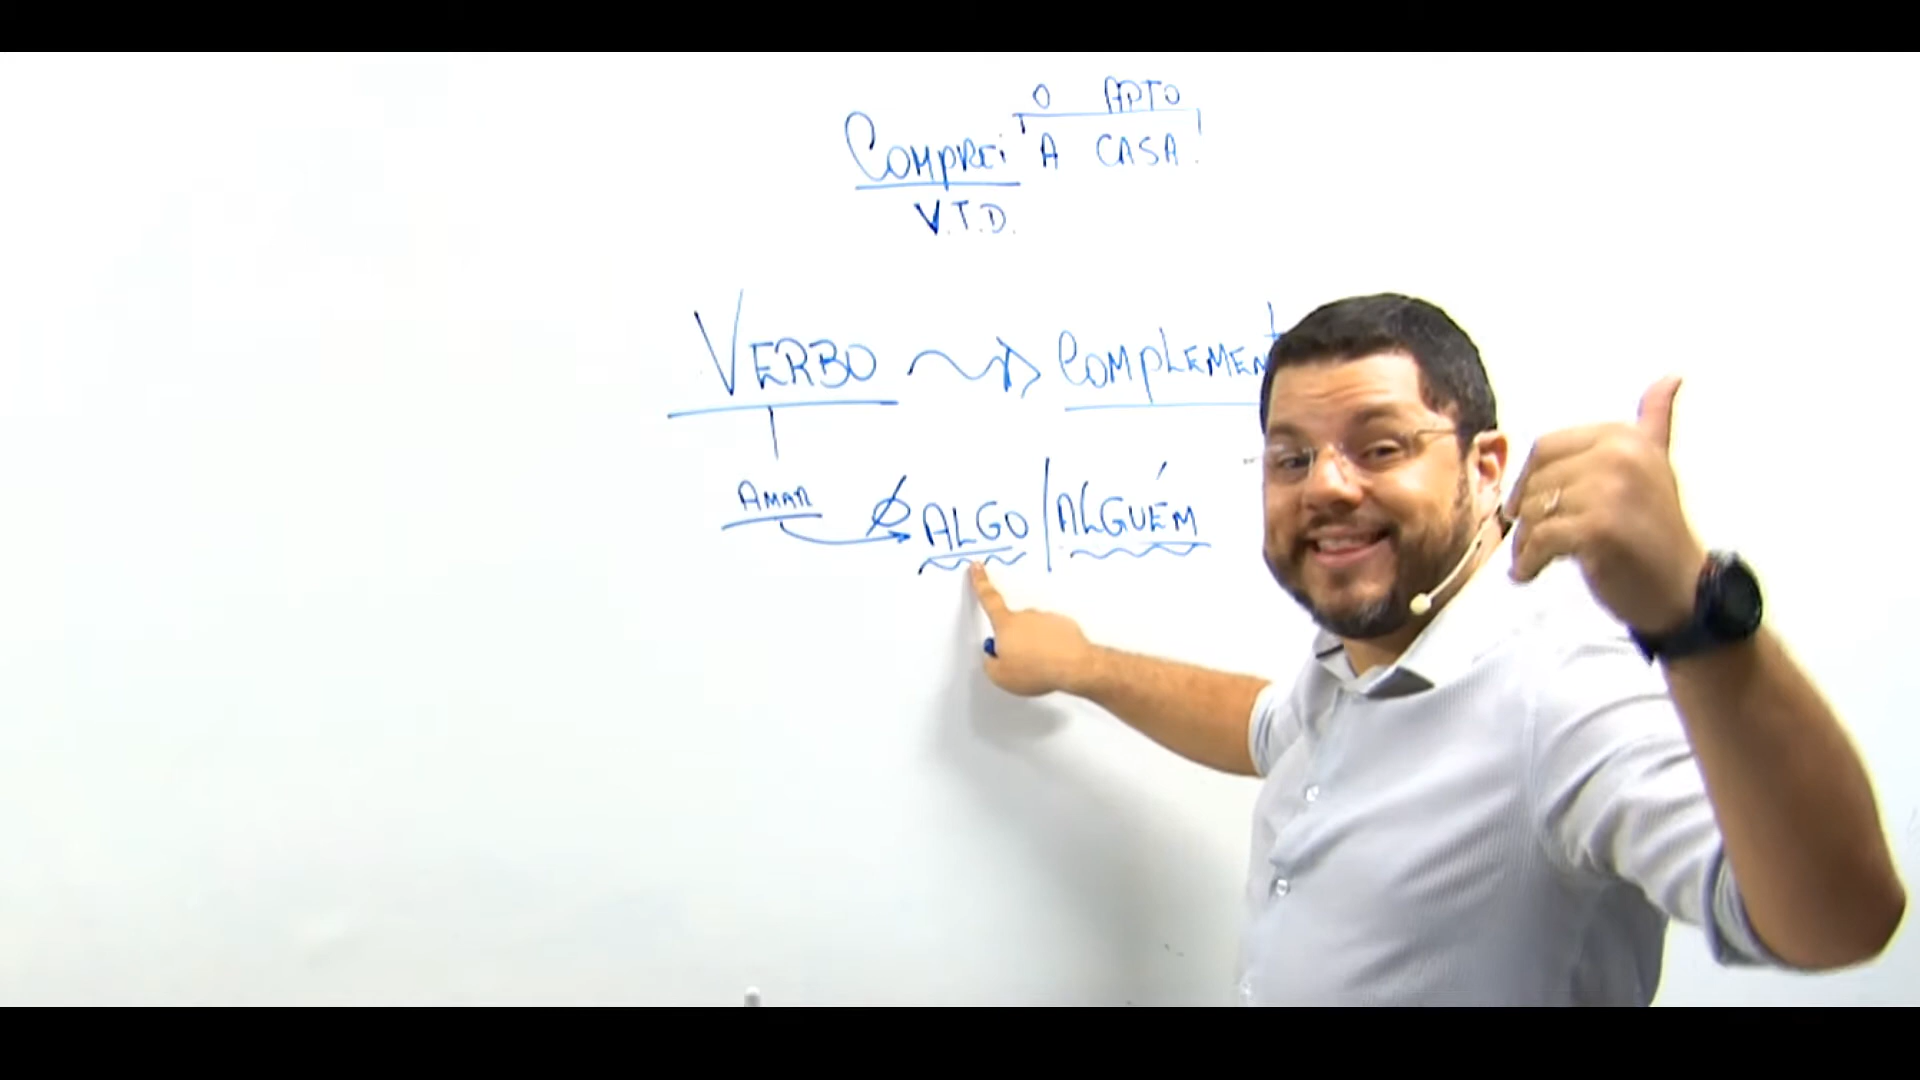 O APTO
COMPREI A CASA.
V.T.D.
VERBO COMPLEMENT
AMAR Ø ALGO / ALGUÉM